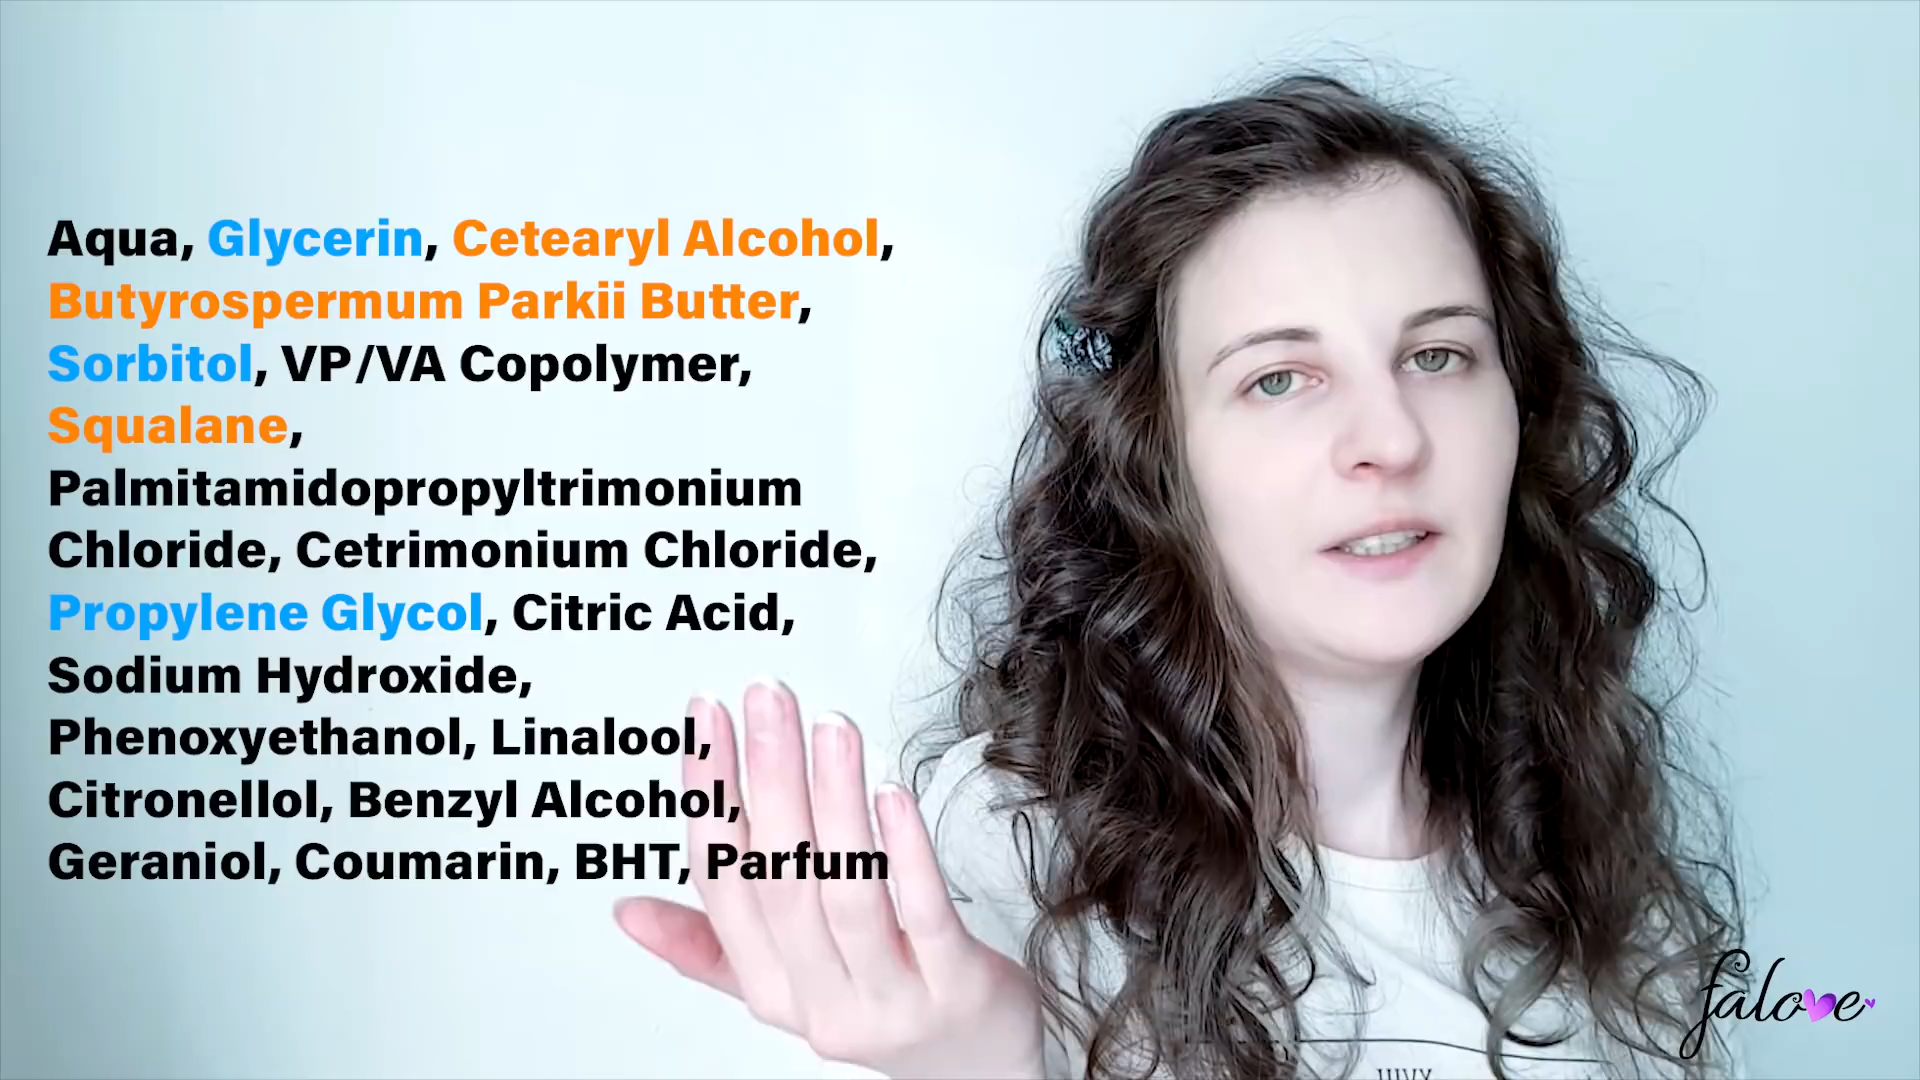 Aqua, Glycerin, Cetearyl Alcohol,
Butyrospermum Parkii Butter,
Sorbitol, VP/VA Copolymer,
Squalane,
Palmitamidopropyltrimonium
Chloride, Cetrimonium Chloride,
Propylene Glycol, Citric Acid,
Sodium Hydroxide,
Phenoxyethanol, Linalool,
Citronellol, Benzyl Alcohol,
Geraniol, Coumarin, BHT, Parfum
falove